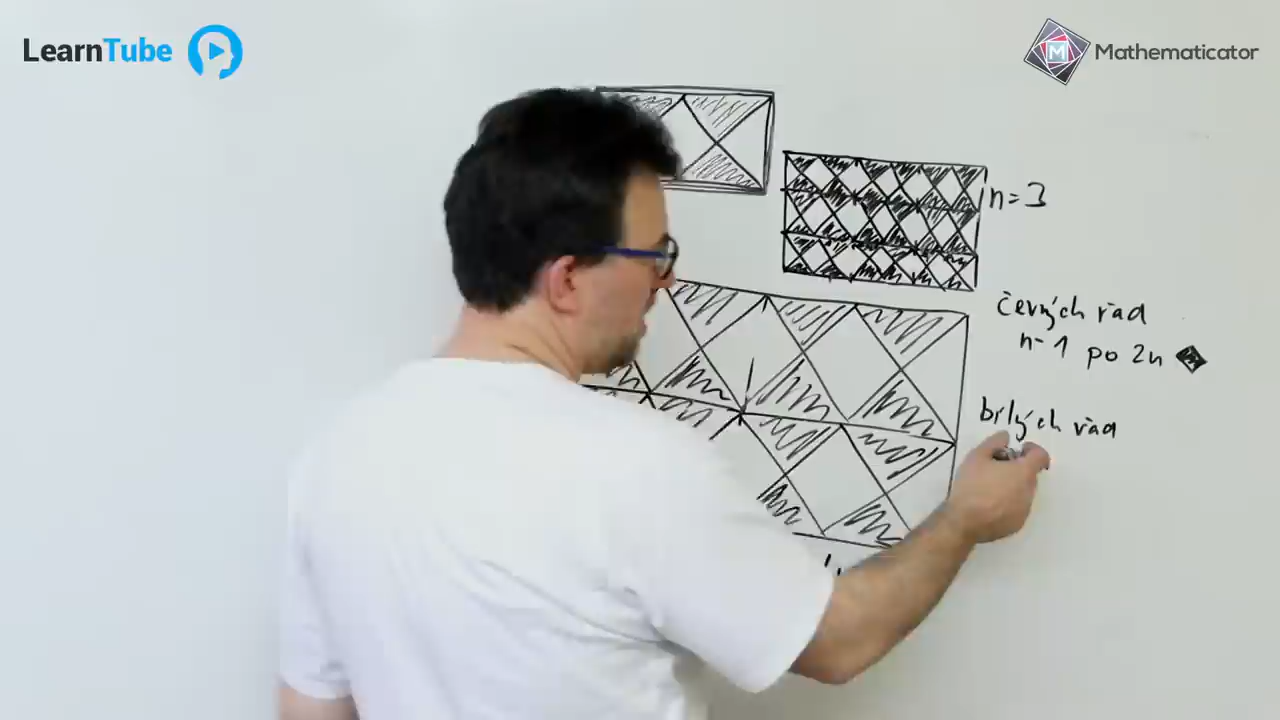 LearnTube
Mathematicator
n=3
černých řad
n-1 po 2n
bílých řad